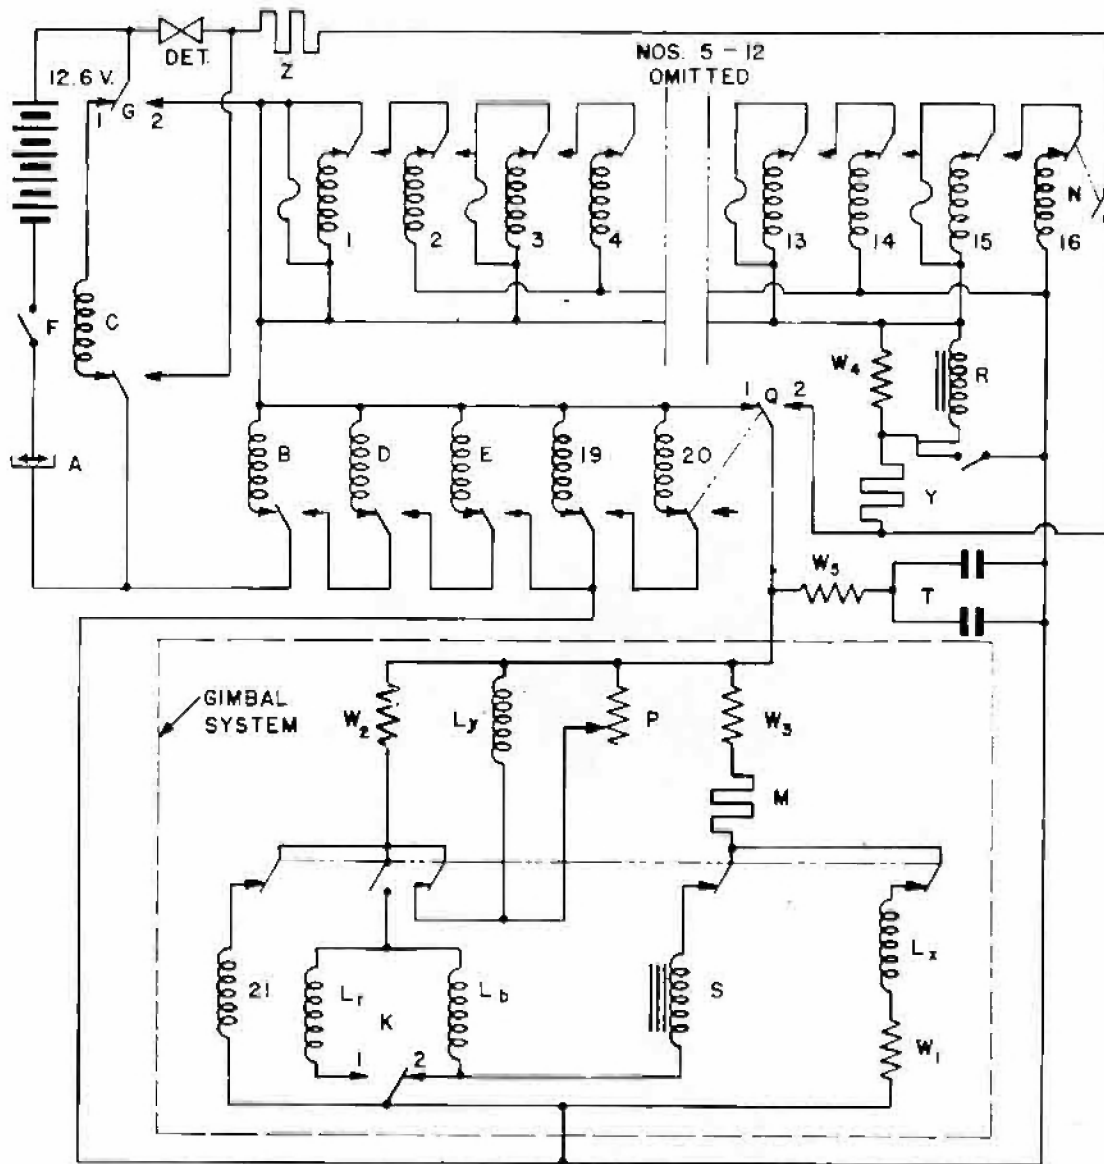 DET.
Z
12.6 V.
G
1
2
NOS. 5 - 12
OMITTED
N
1
2
3
4
13
14
15
16
F
C
A
W₄
R
1
Q
2
B
D
E
19
20
Y
W₅
T
GIMBAL
SYSTEM
W₂
Ly
P
W₃
M
21
Lr
K
Lb
S
Lx
W₁
1
2